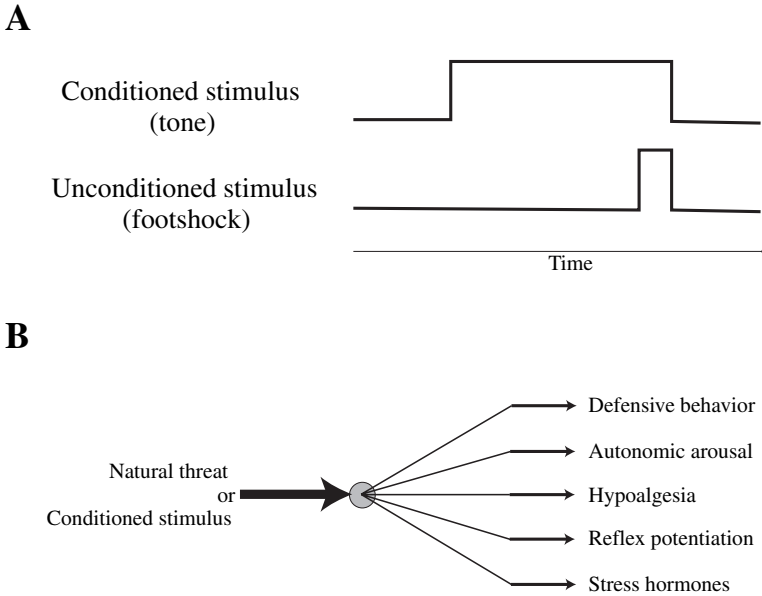 A
Conditioned stimulus
(tone)
Unconditioned stimulus
(footshock)
Time
B
Natural threat
or
Conditioned stimulus
Defensive behavior
Autonomic arousal
Hypoalgesia
Reflex potentiation
Stress hormones